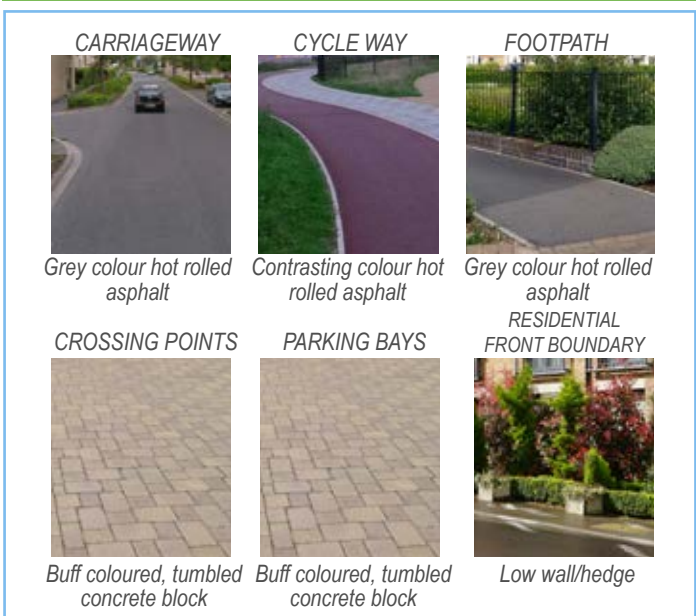 CARRIAGEWAY
CYCLE WAY
FOOTPATH
Grey colour hot rolled
asphalt
Contrasting colour hot
rolled asphalt
Grey colour hot rolled
asphalt
CROSSING POINTS
PARKING BAYS
RESIDENTIAL
FRONT BOUNDARY
Buff coloured, tumbled
concrete block
Buff coloured, tumbled
concrete block
Low wall/hedge